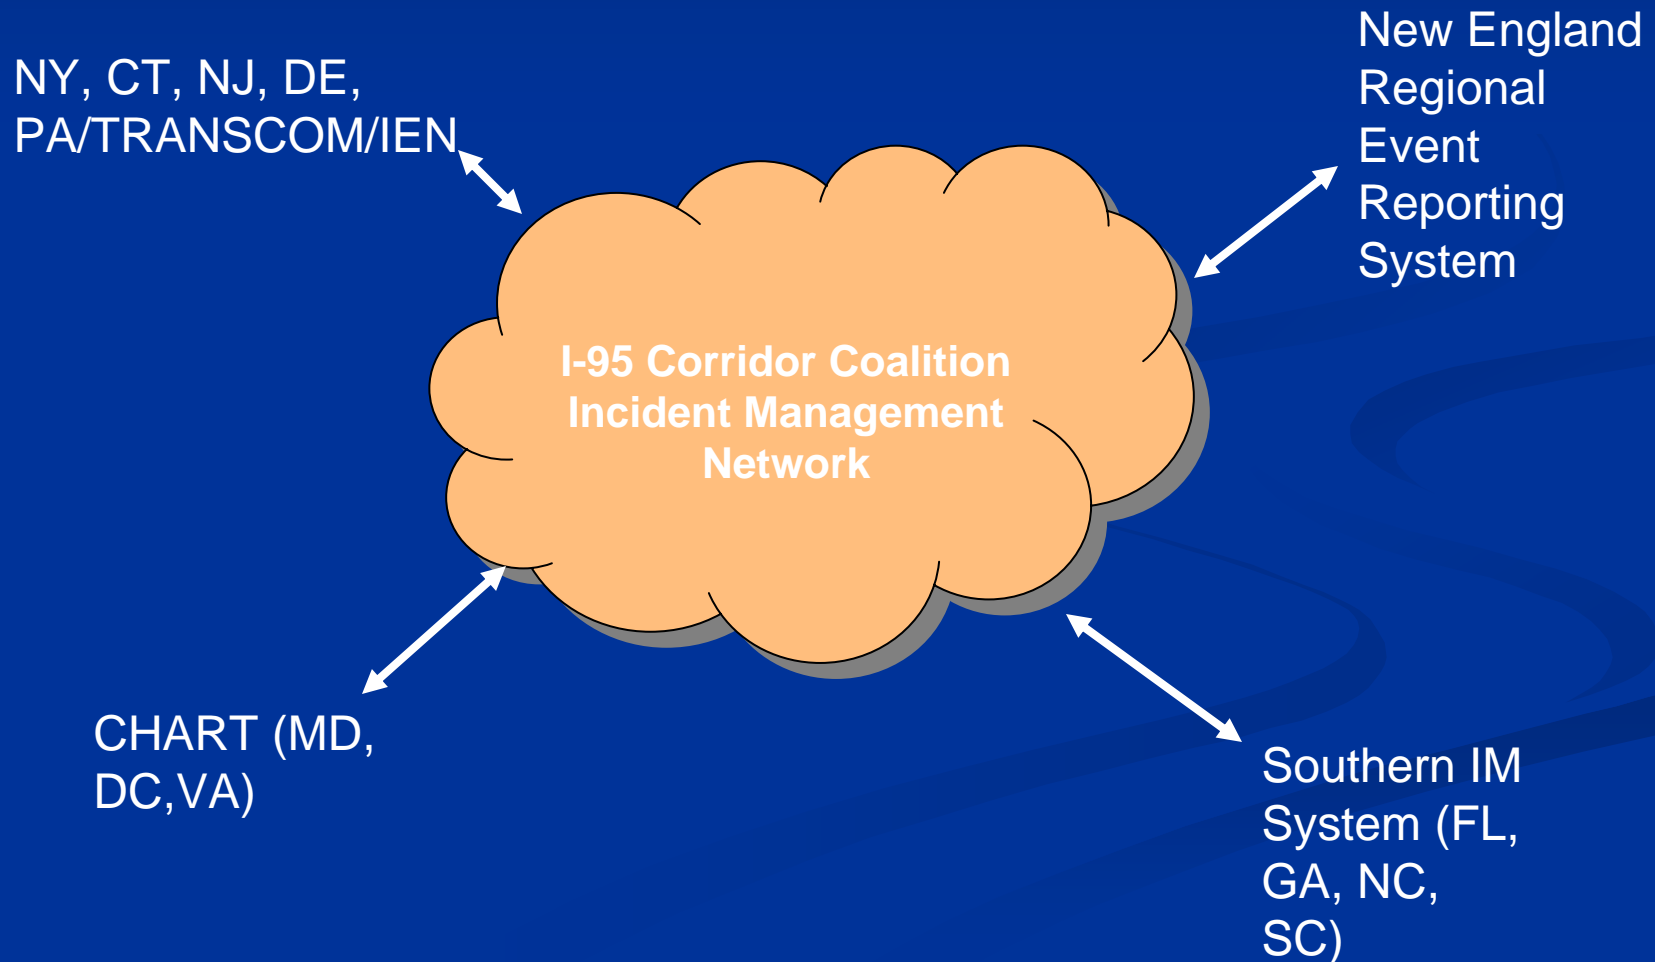 NY, CT, NJ, DE,
PA/TRANSCOM/IEN
New England
Regional
Event
Reporting
System
I-95 Corridor Coalition
Incident Management
Network
CHART (MD,
DC,VA)
Southern IM
System (FL,
GA, NC,
SC)